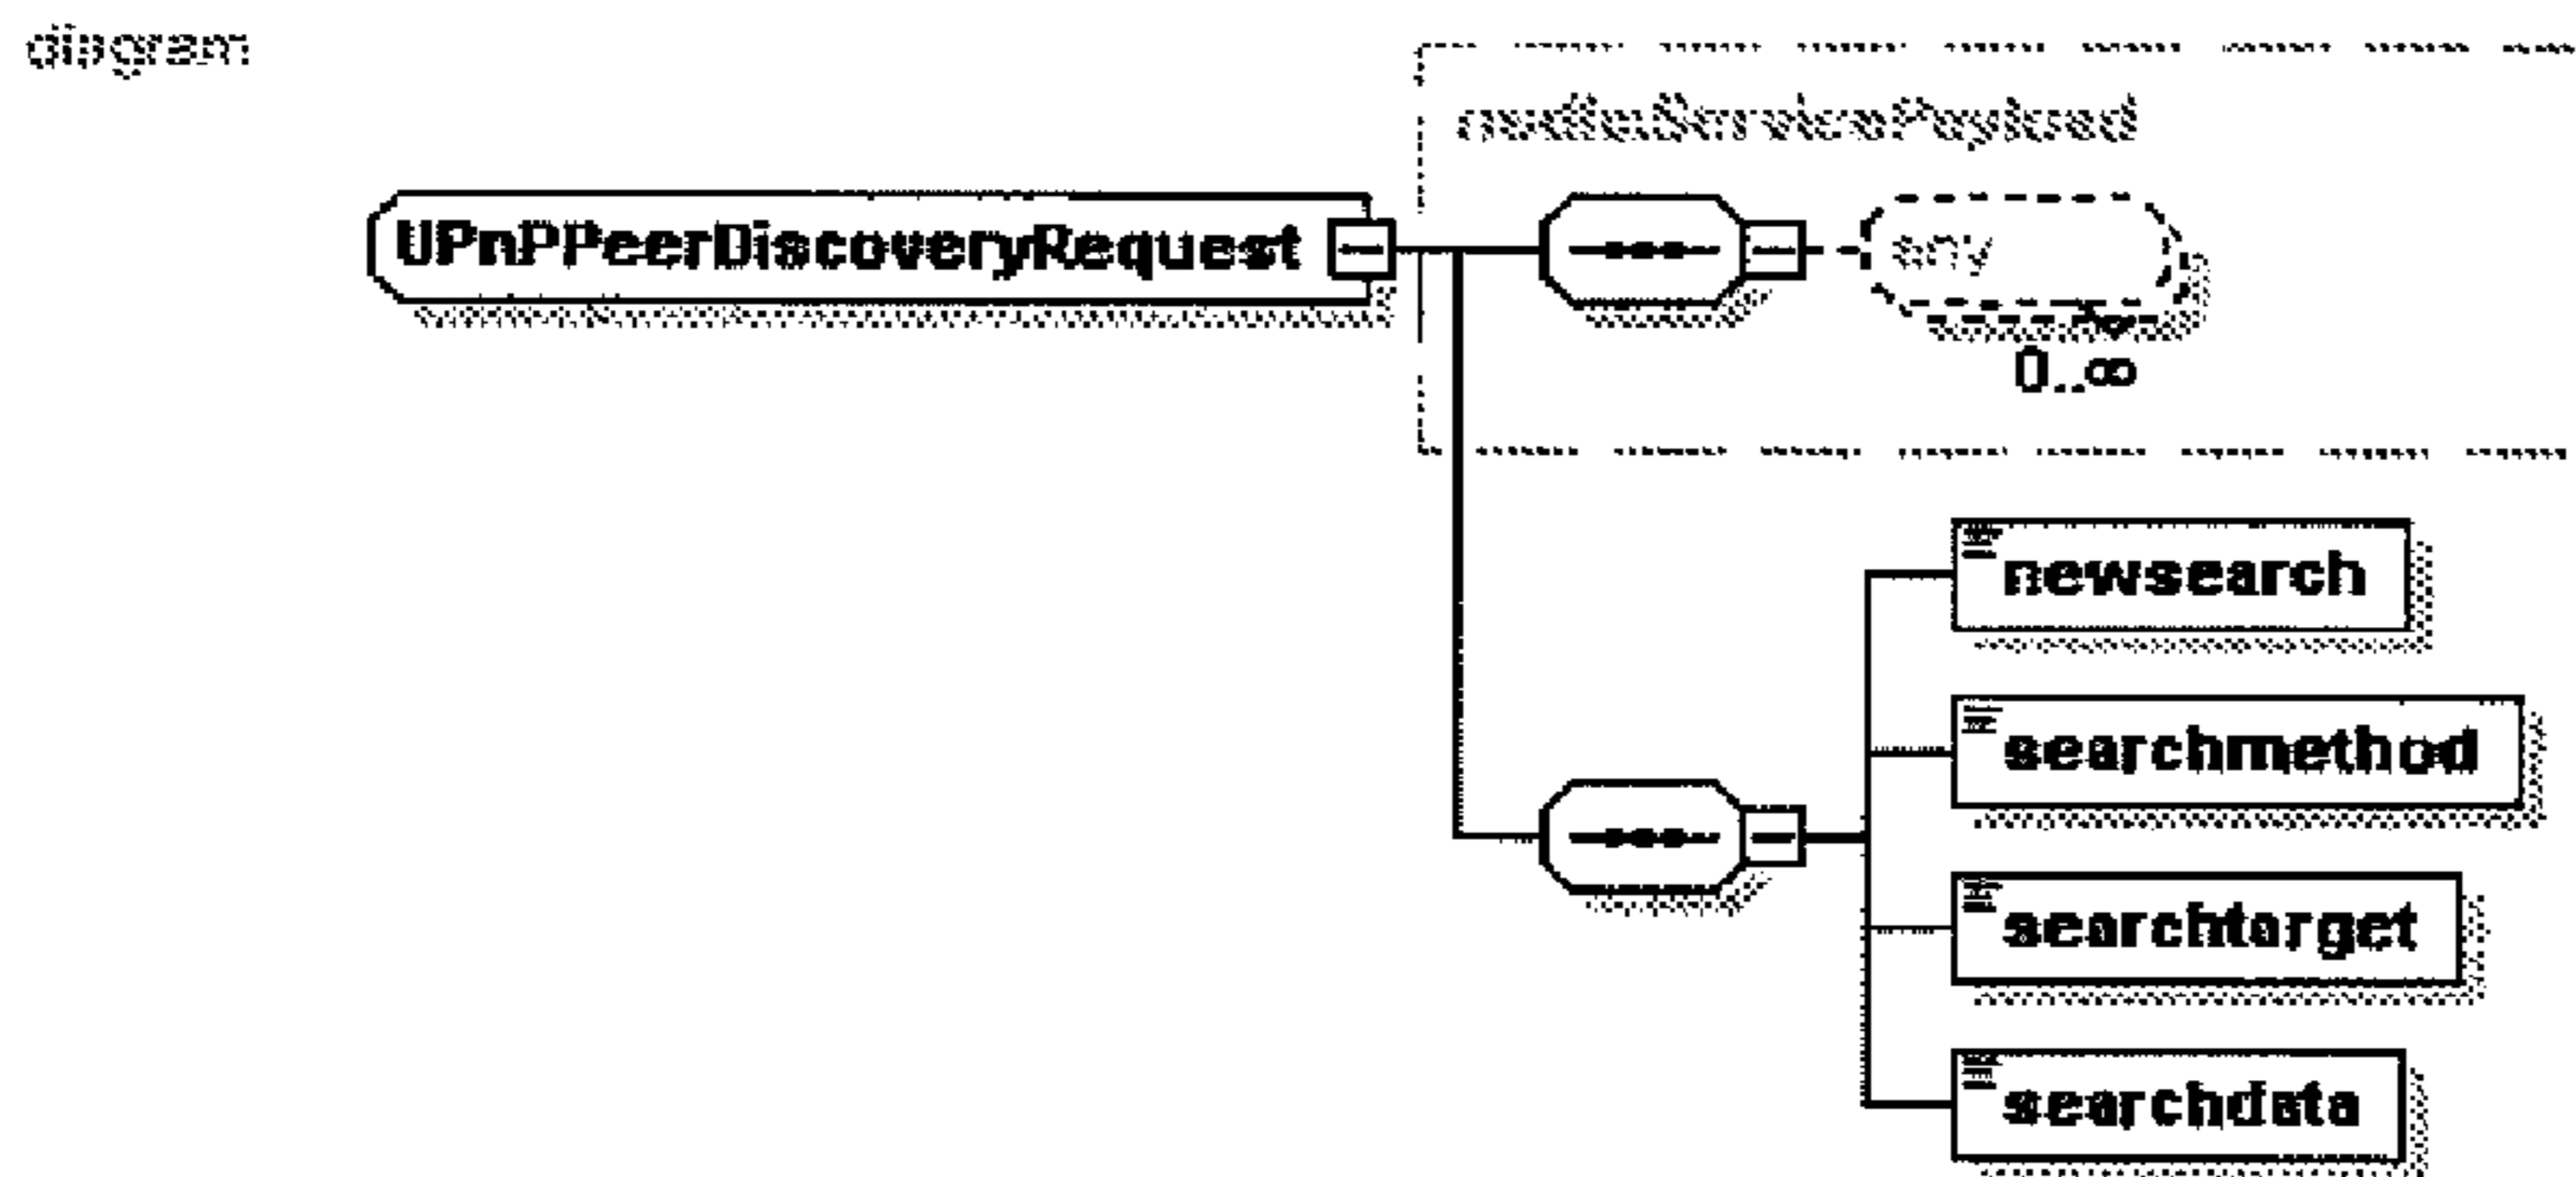 diagram
UPnPPeerDiscoveryRequest
any
0..∞
newsearch
searchmethod
searchtarget
searchdata